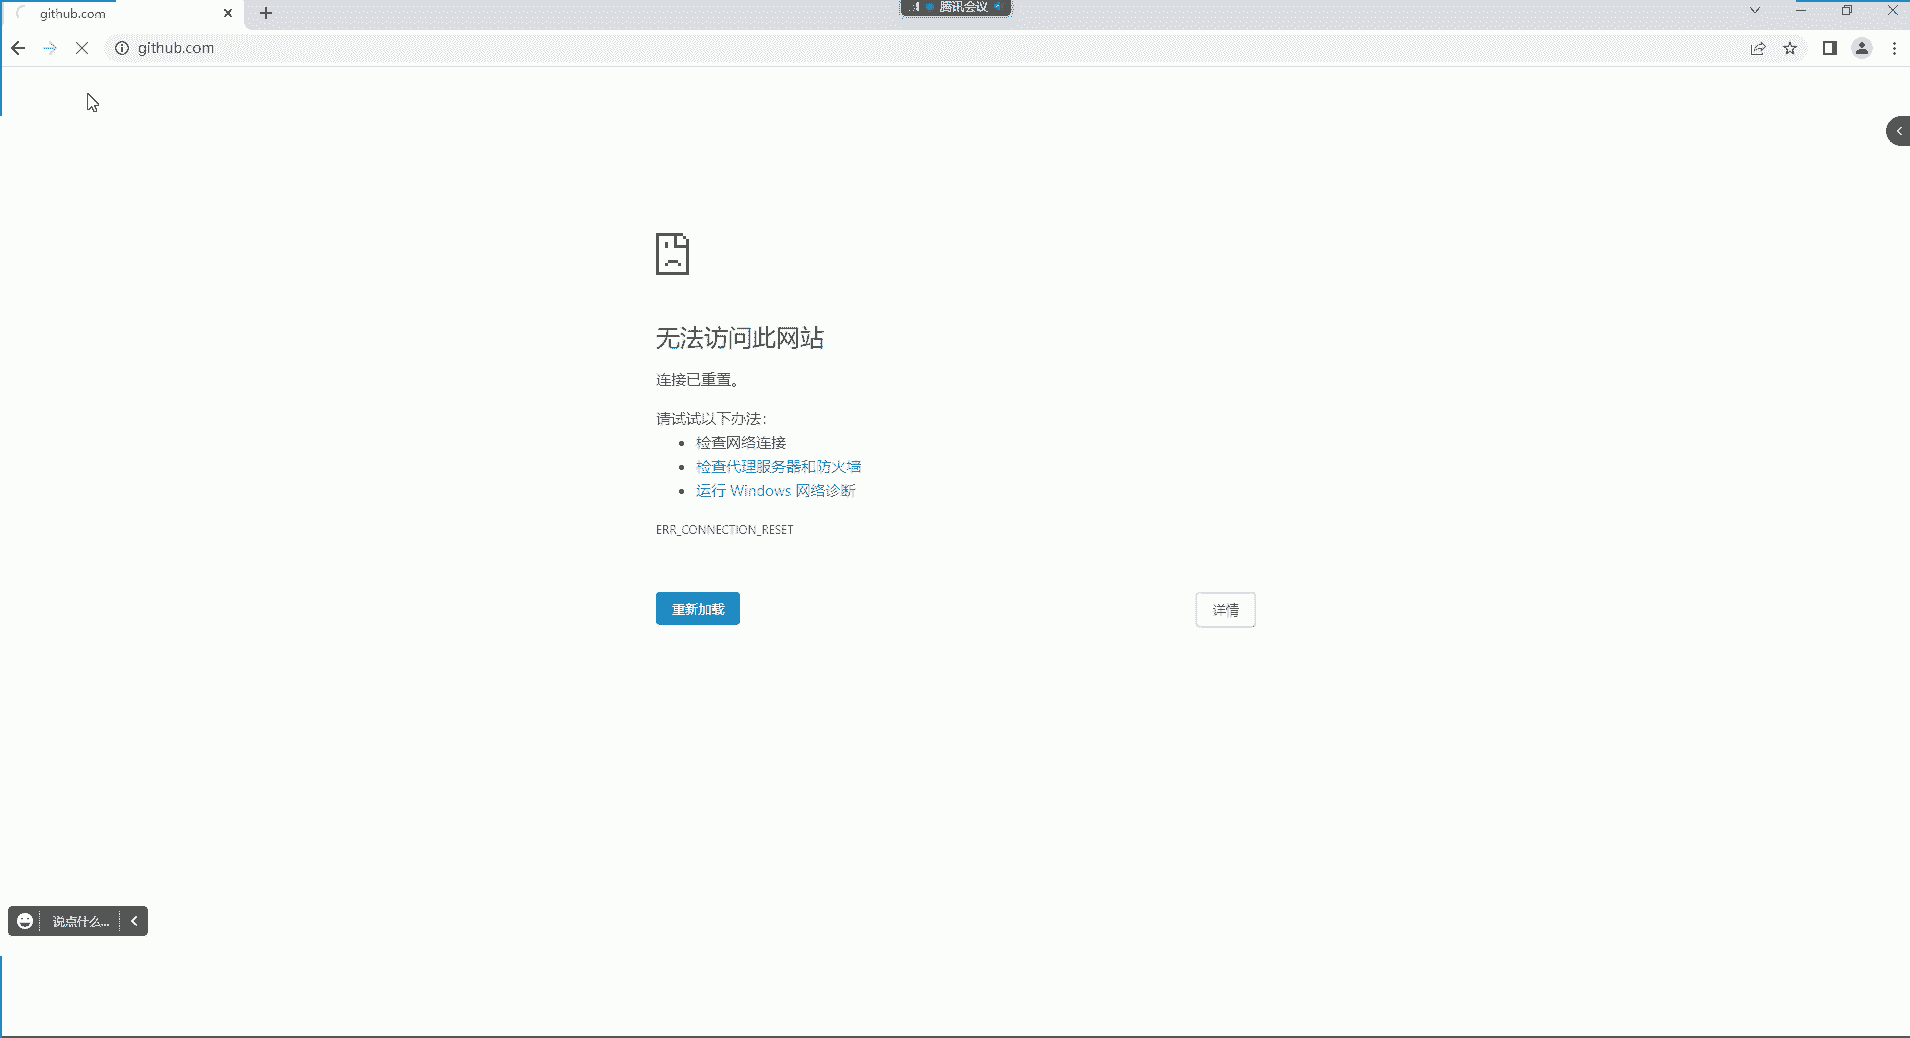 github.com
腾讯会议
github.com
无法访问此网站
连接已重置。
请试试以下办法：
检查网络连接
检查代理服务器和防火墙
运行 Windows 网络诊断
ERR_CONNECTION_RESET
重新加载
详情
说点什么...